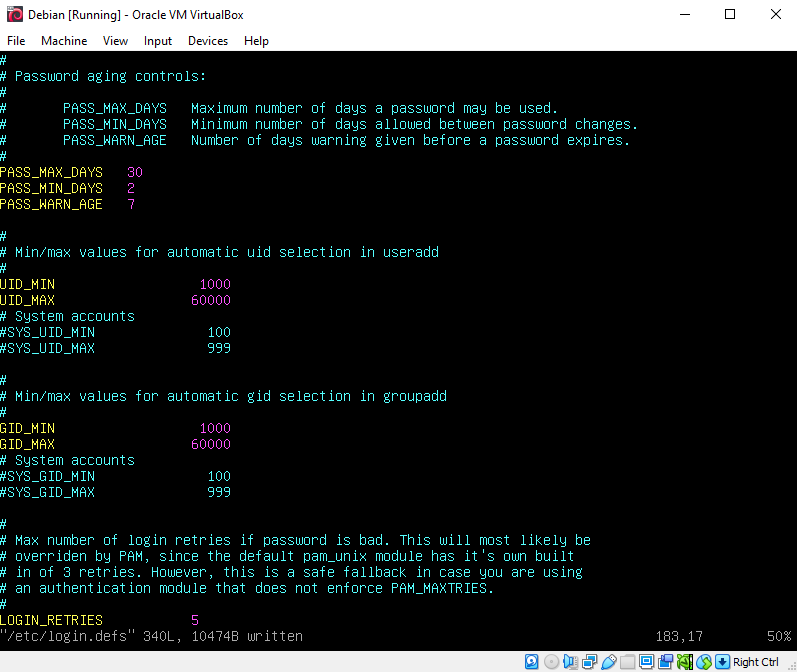 Debian [Running] - Oracle VM VirtualBox
File Machine View Input Devices Help
#
# Password aging controls:
#
#       PASS_MAX_DAYS   Maximum number of days a password may be used.
#       PASS_MIN_DAYS   Minimum number of days allowed between password changes.
#       PASS_WARN_AGE   Number of days warning given before a password expires.
#
PASS_MAX_DAYS   30
PASS_MIN_DAYS   2
PASS_WARN_AGE   7
#
# Min/max values for automatic uid selection in useradd
#
UID_MIN                  1000
UID_MAX                 60000
# System accounts
#SYS_UID_MIN              100
#SYS_UID_MAX              999
#
# Min/max values for automatic gid selection in groupadd
#
GID_MIN                  1000
GID_MAX                 60000
# System accounts
#SYS_GID_MIN              100
#SYS_GID_MAX              999
#
# Max number of login retries if password is bad. This will most likely be
# overriden by PAM, since the default pam_unix module has it's own built
# in of 3 retries. However, this is a safe fallback in case you are using
# an authentication module that does not enforce PAM_MAXTRIES.
#
LOGIN_RETRIES           5
"/etc/login.defs" 340L, 10474B written                                            183,17        50%
Right Ctrl